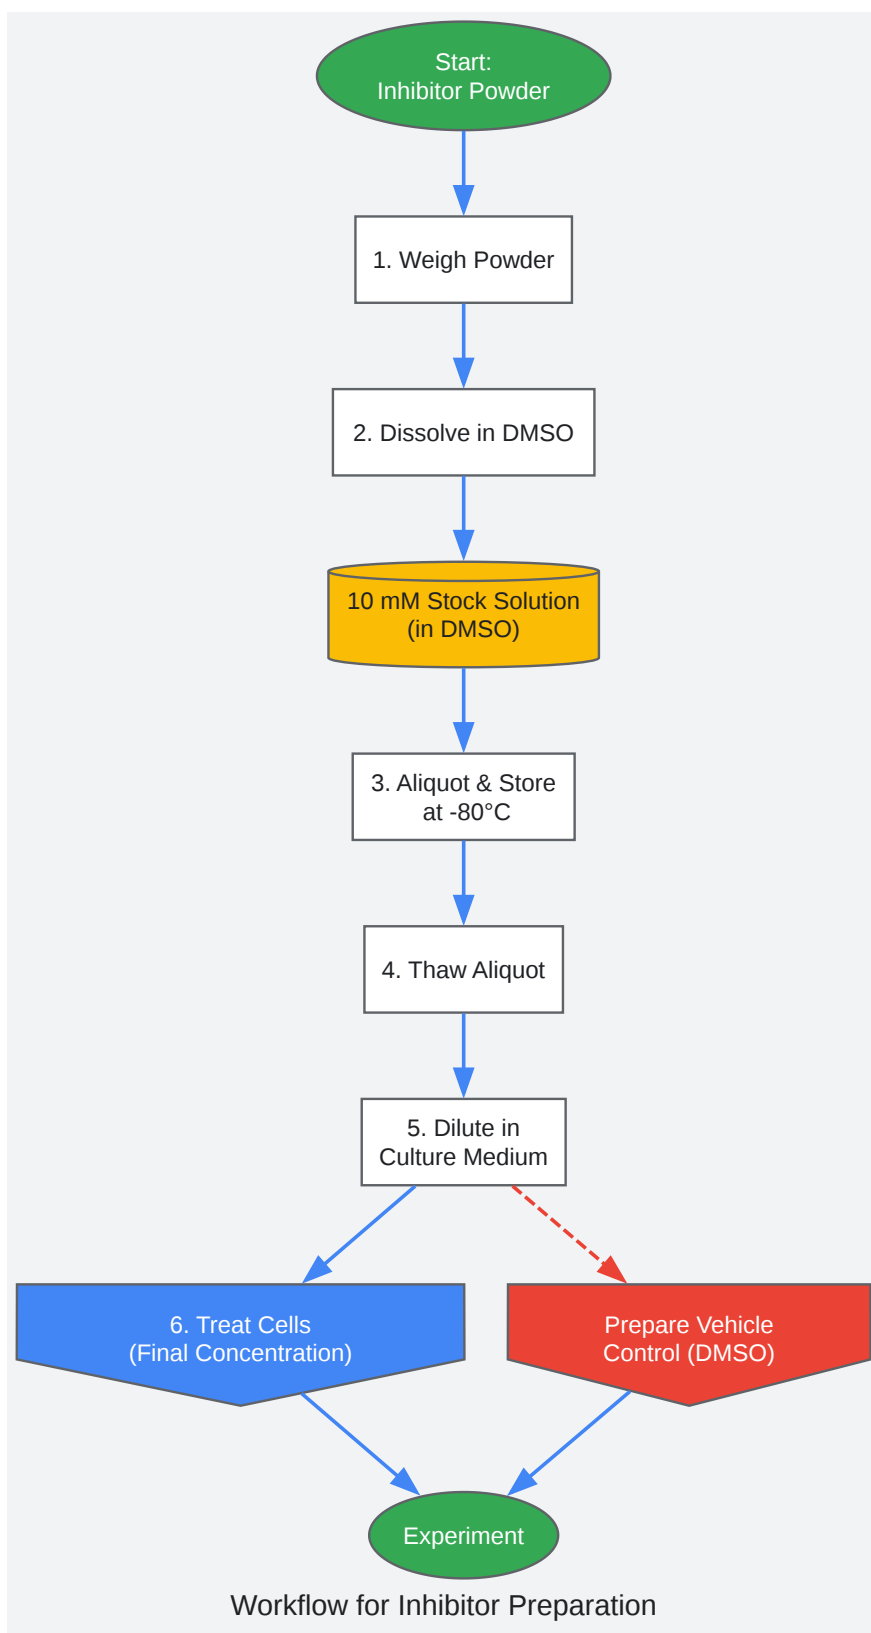 Start:
Inhibitor Powder
1. Weigh Powder
2. Dissolve in DMSO
10 mM Stock Solution
(in DMSO)
3. Aliquot & Store
at -80°C
4. Thaw Aliquot
5. Dilute in
Culture Medium
6. Treat Cells
(Final Concentration)
Prepare Vehicle
Control (DMSO)
Experiment
Workflow for Inhibitor Preparation